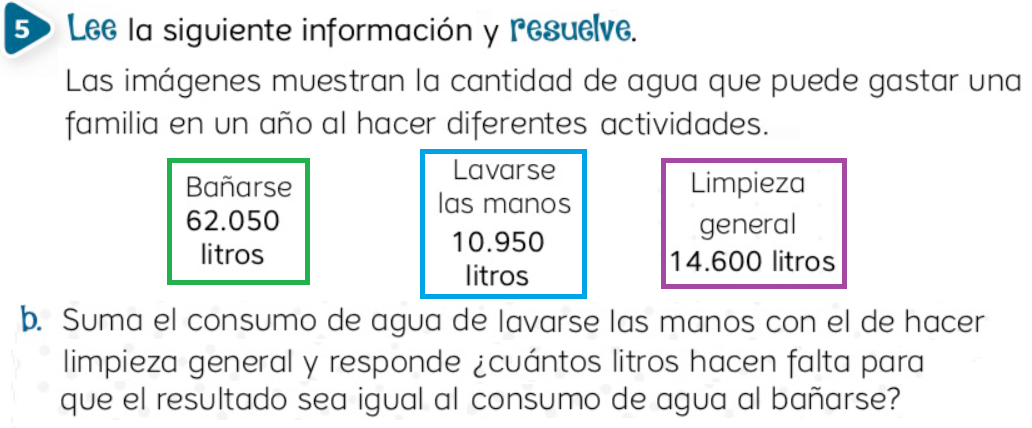 5 Lee la siguiente información y resuelve.
Las imágenes muestran la cantidad de agua que puede gastar una
familia en un año al hacer diferentes actividades.
Bañarse
62.050
litros
Lavarse
las manos
10.950
litros
Limpieza
general
14.600 litros
b. Suma el consumo de agua de lavarse las manos con el de hacer
limpieza general y responde ¿cuántos litros hacen falta para
que el resultado sea igual al consumo de agua al bañarse?